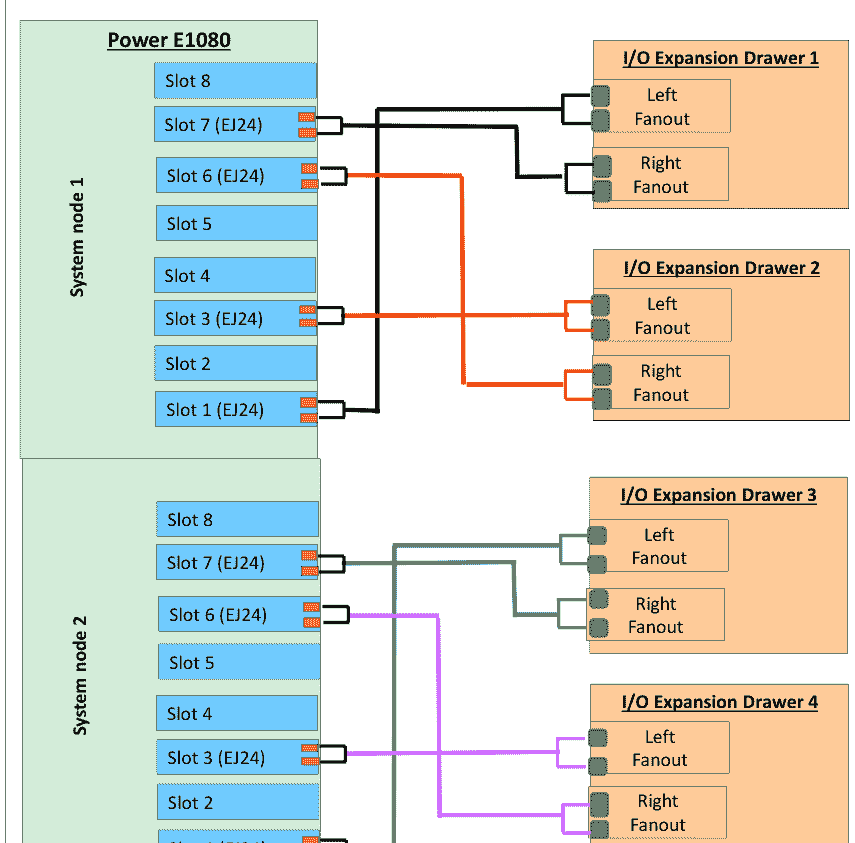 Power E1080
System node 1
Slot 8
Slot 7 (EJ24)
Slot 6 (EJ24)
Slot 5
Slot 4
Slot 3 (EJ24)
Slot 2
Slot 1 (EJ24)
System node 2
Slot 8
Slot 7 (EJ24)
Slot 6 (EJ24)
Slot 5
Slot 4
Slot 3 (EJ24)
Slot 2
I/O Expansion Drawer 1
Left
Fanout
Right
Fanout
I/O Expansion Drawer 2
Left
Fanout
Right
Fanout
I/O Expansion Drawer 3
Left
Fanout
Right
Fanout
I/O Expansion Drawer 4
Left
Fanout
Right
Fanout